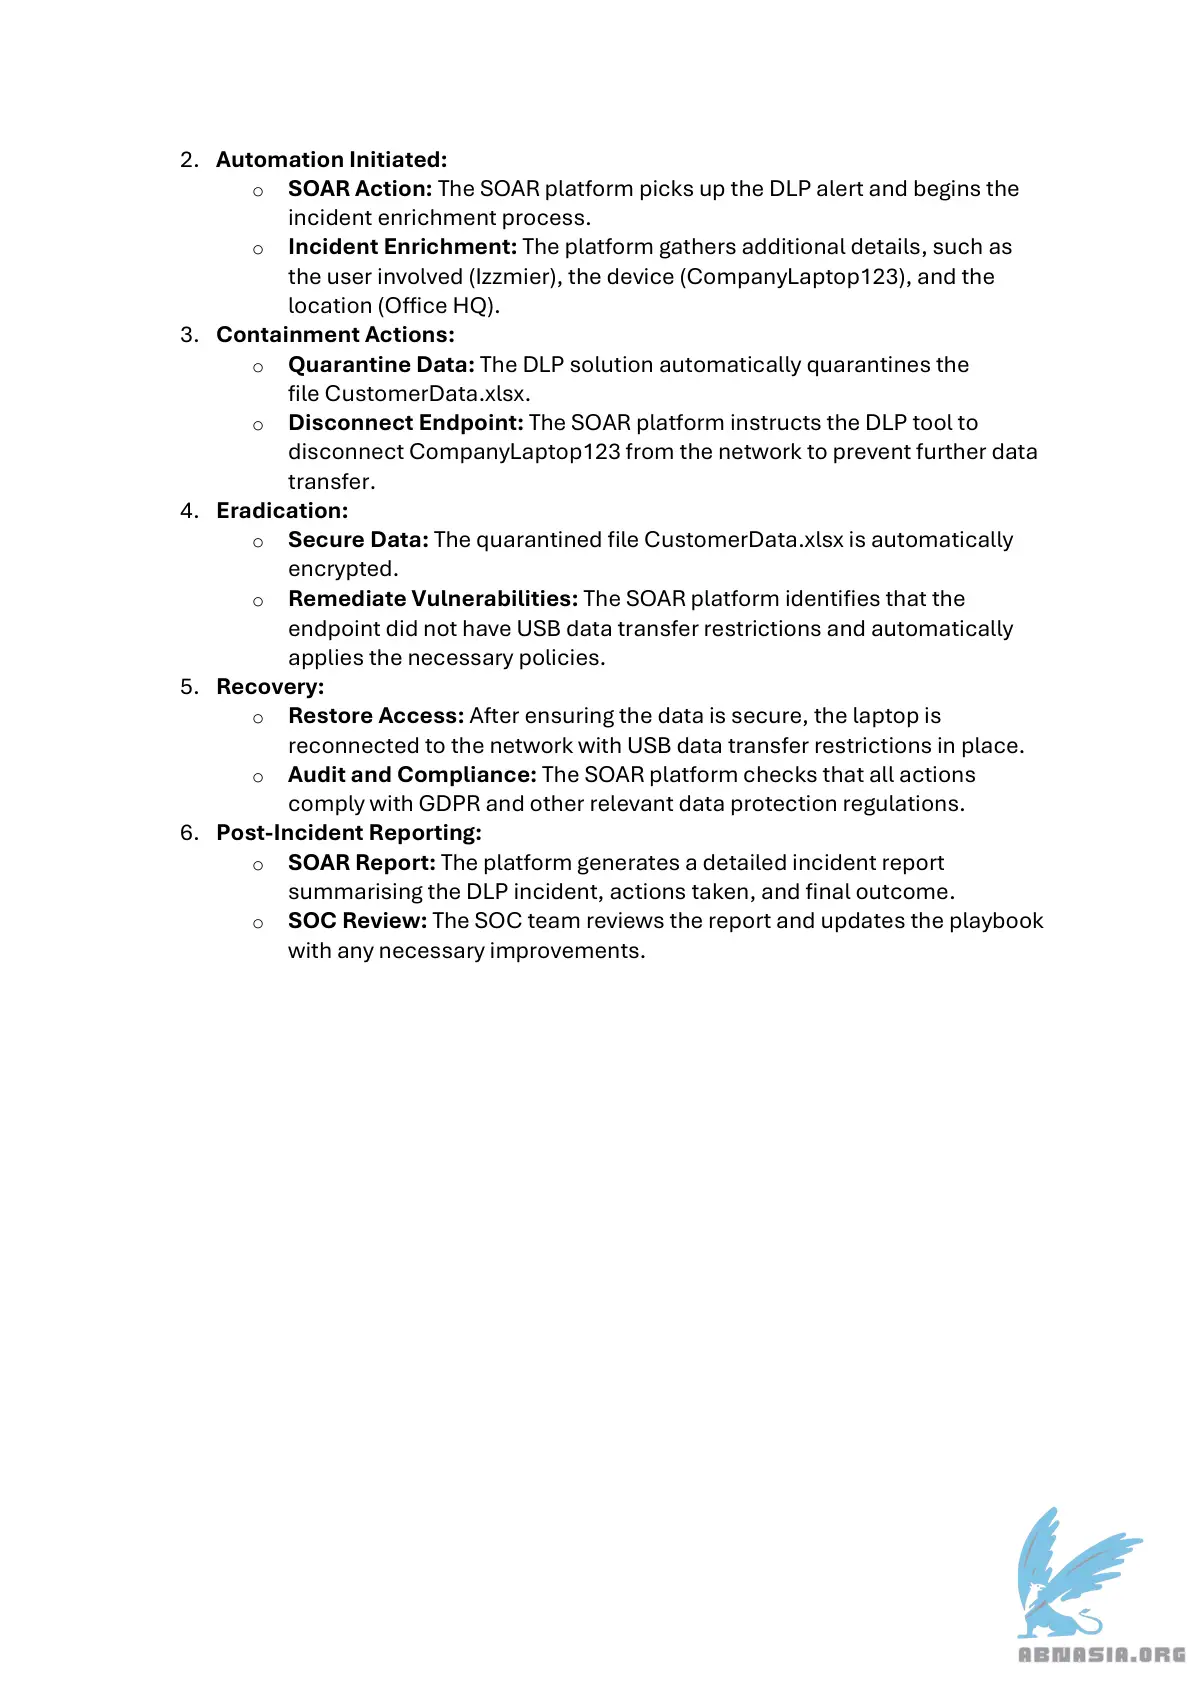 2. Automation Initiated:
o SOAR Action: The SOAR platform picks up the DLP alert and begins the
incident enrichment process.
o Incident Enrichment: The platform gathers additional details, such as
the user involved (Izzmier), the device (CompanyLaptop123), and the
location (Office HQ).
3. Containment Actions:
o Quarantine Data: The DLP solution automatically quarantines the
file CustomerData.xlsx.
o Disconnect Endpoint: The SOAR platform instructs the DLP tool to
disconnect CompanyLaptop123 from the network to prevent further data
transfer.
4. Eradication:
o Secure Data: The quarantined file CustomerData.xlsx is automatically
encrypted.
o Remediate Vulnerabilities: The SOAR platform identifies that the
endpoint did not have USB data transfer restrictions and automatically
applies the necessary policies.
5. Recovery:
o Restore Access: After ensuring the data is secure, the laptop is
reconnected to the network with USB data transfer restrictions in place.
o Audit and Compliance: The SOAR platform checks that all actions
comply with GDPR and other relevant data protection regulations.
6. Post-Incident Reporting:
o SOAR Report: The platform generates a detailed incident report
summarising the DLP incident, actions taken, and final outcome.
o SOC Review: The SOC team reviews the report and updates the playbook
with any necessary improvements.
ABNASIA.ORG